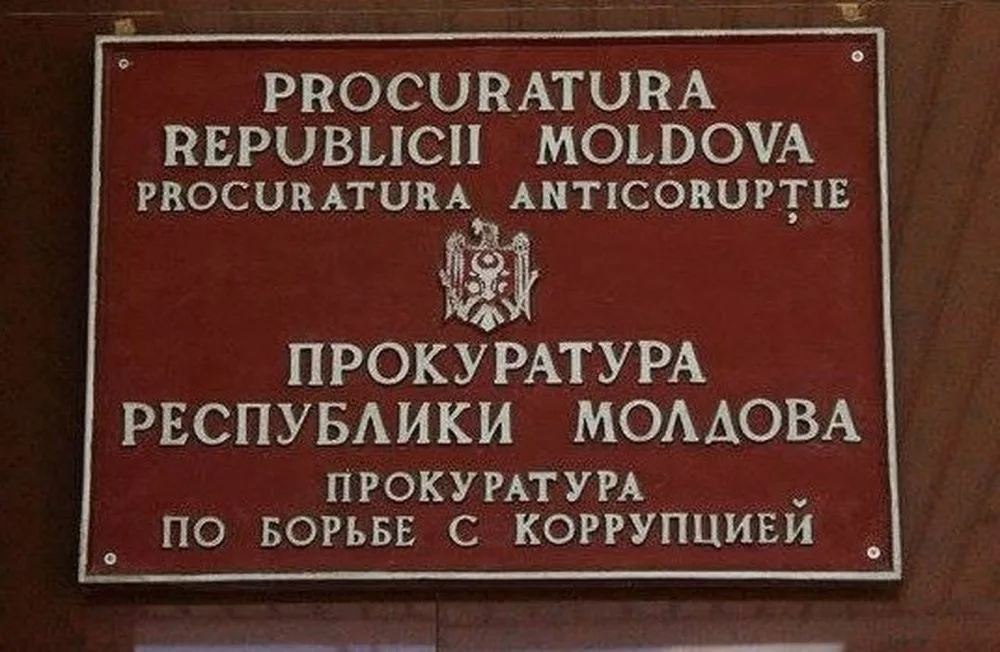 PROCURATURA
REPUBLICII MOLDOVA
PROCURATURA ANTICORUPȚIE
ПРОКУРАТУРА
РЕСПУБЛИКИ МОЛДОВА
ПРОКУРАТУРА
ПО БОРЬБЕ С КОРРУПЦИЕЙ